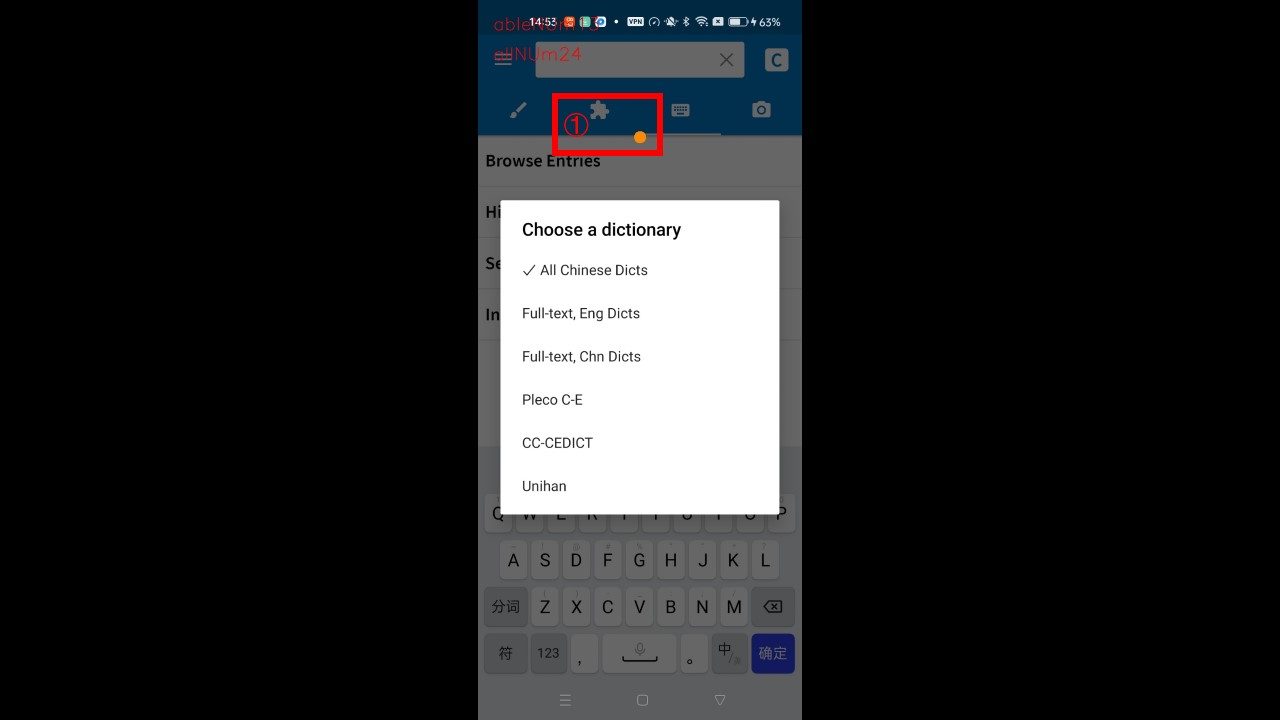 ableNUm13
14:53 VPN 63%
allNUm24
C
①
Browse Entries
Hi
Se
In
Choose a dictionary
✓ All Chinese Dicts
Full-text, Eng Dicts
Full-text, Chn Dicts
Pleco C-E
CC-CEDICT
Unihan
Q W E R T Y U I O P
A S D F G H J K L
分词 Z X C V B N M
符 123 , 。 中/英 确定